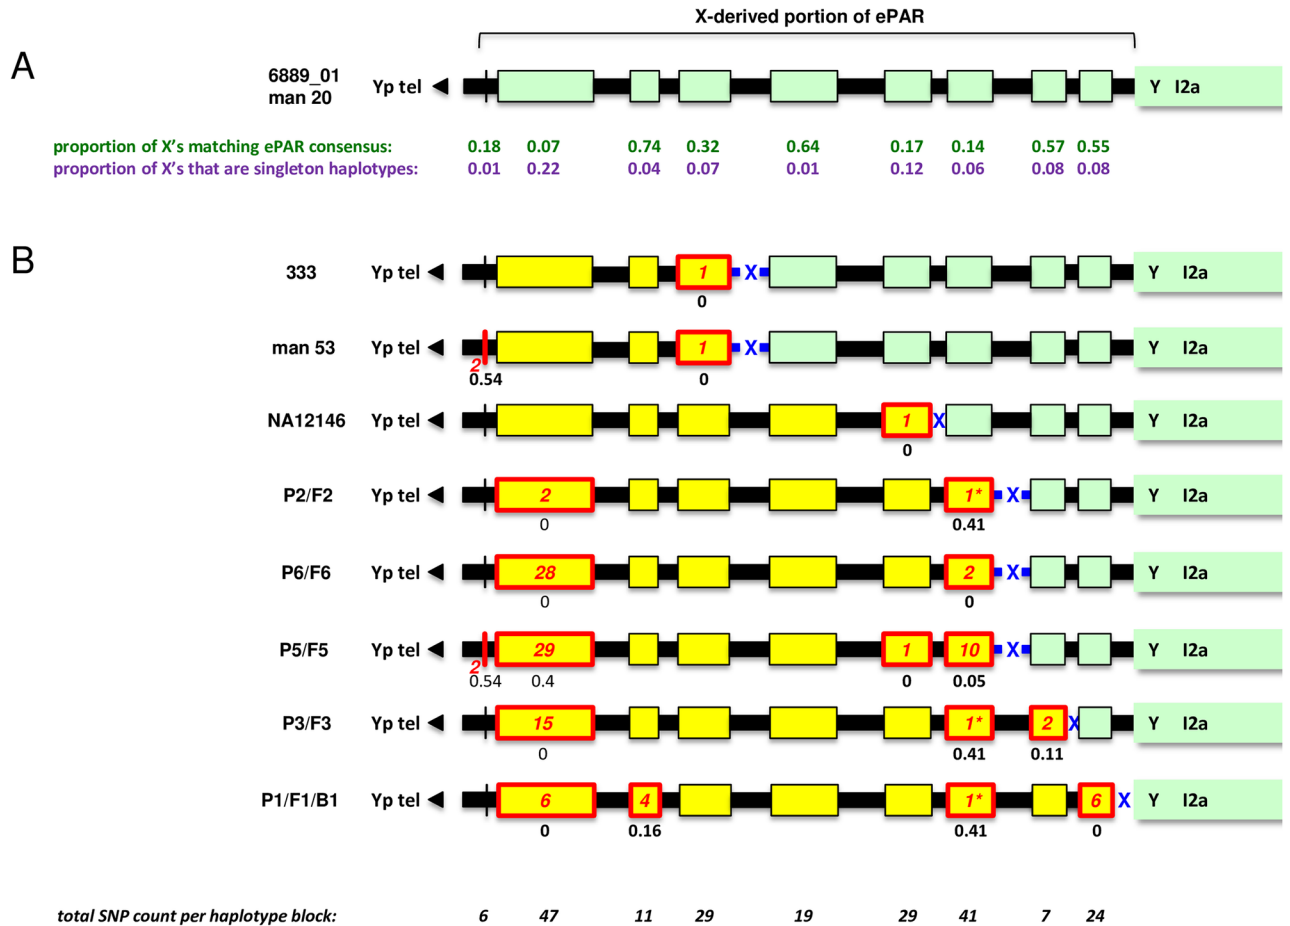 X-derived portion of ePAR
A
6889_01
man 20
Yp tel
Y I2a
proportion of X's matching ePAR consensus: 0.18 0.07 0.74 0.32 0.64 0.17 0.14 0.57 0.55
proportion of X's that are singleton haplotypes: 0.01 0.22 0.04 0.07 0.01 0.12 0.06 0.08 0.08
B
333 Yp tel 1 X Y I2a
0
man 53 Yp tel 1 X Y I2a
2
0.54 0
NA12146 Yp tel 1 X Y I2a
0
P2/F2 Yp tel 2 1* X Y I2a
0 0.41
P6/F6 Yp tel 28 2 X Y I2a
0 0
P5/F5 Yp tel 29 1 10 X Y I2a
2
0.54 0.4 0 0.05
P3/F3 Yp tel 15 1* 2 X Y I2a
0 0.41 0.11
P1/F1/B1 Yp tel 6 4 1* 6 X Y I2a
0 0.16 0.41 0
total SNP count per haplotype block: 6 47 11 29 19 29 41 7 24